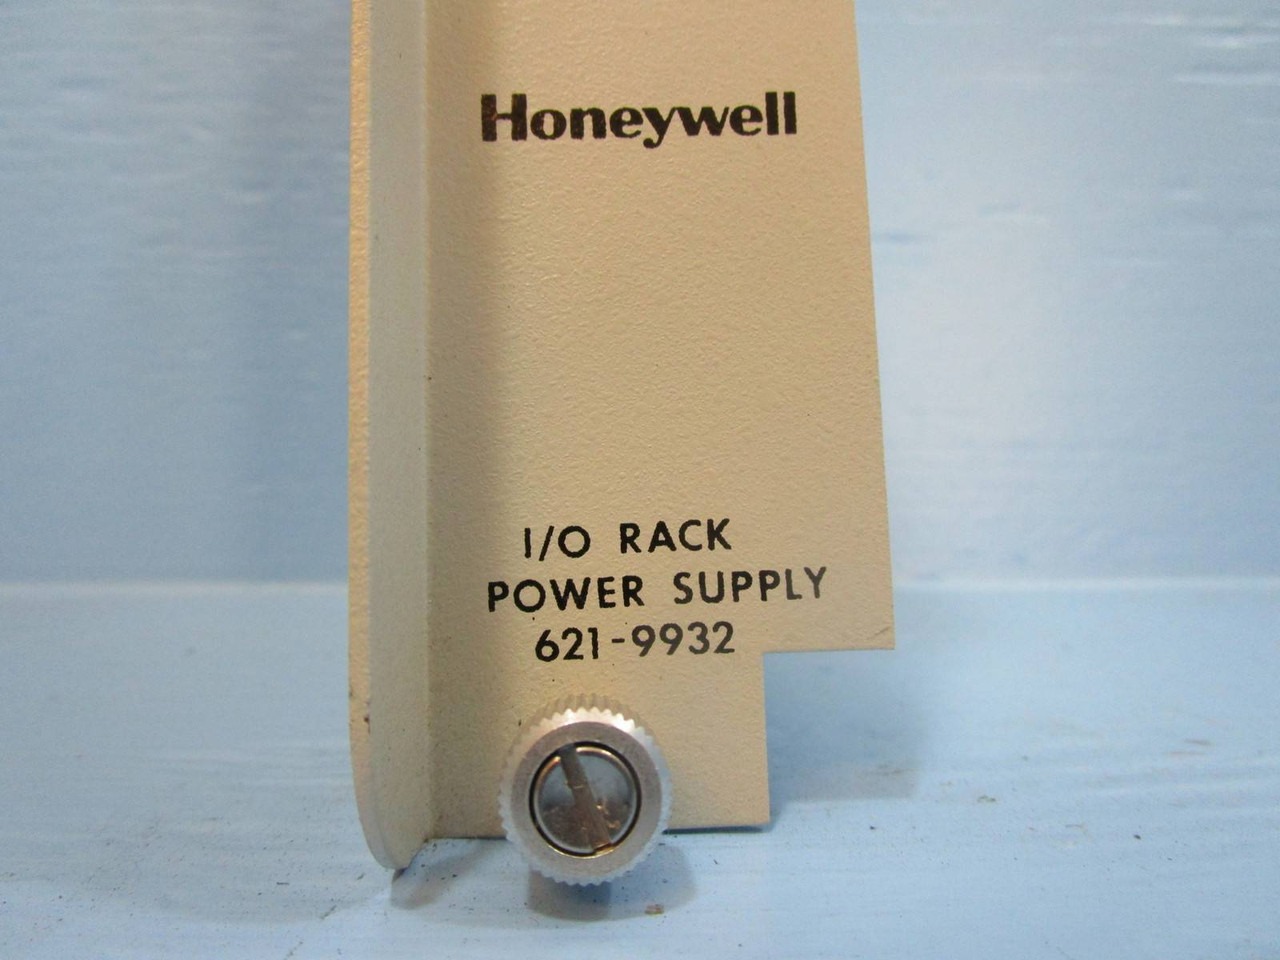 Honeywell
I/O RACK
POWER SUPPLY
621-9932